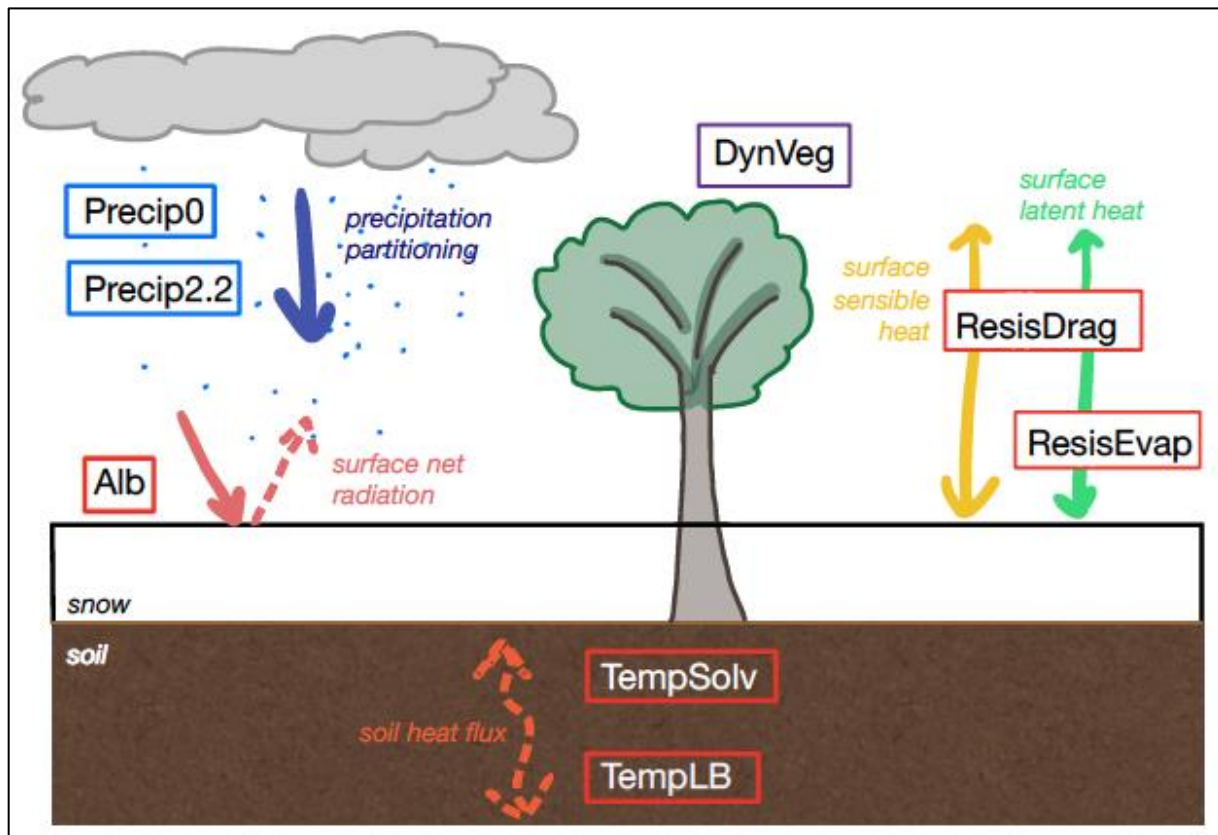 DynVeg
Precip0
precipitation
partitioning
Precip2.2
surface
latent heat
surface
sensible
heat
ResisDrag
ResisEvap
Alb
surface net
radiation
snow
soil
TempSolv
soil heat flux
TempLB